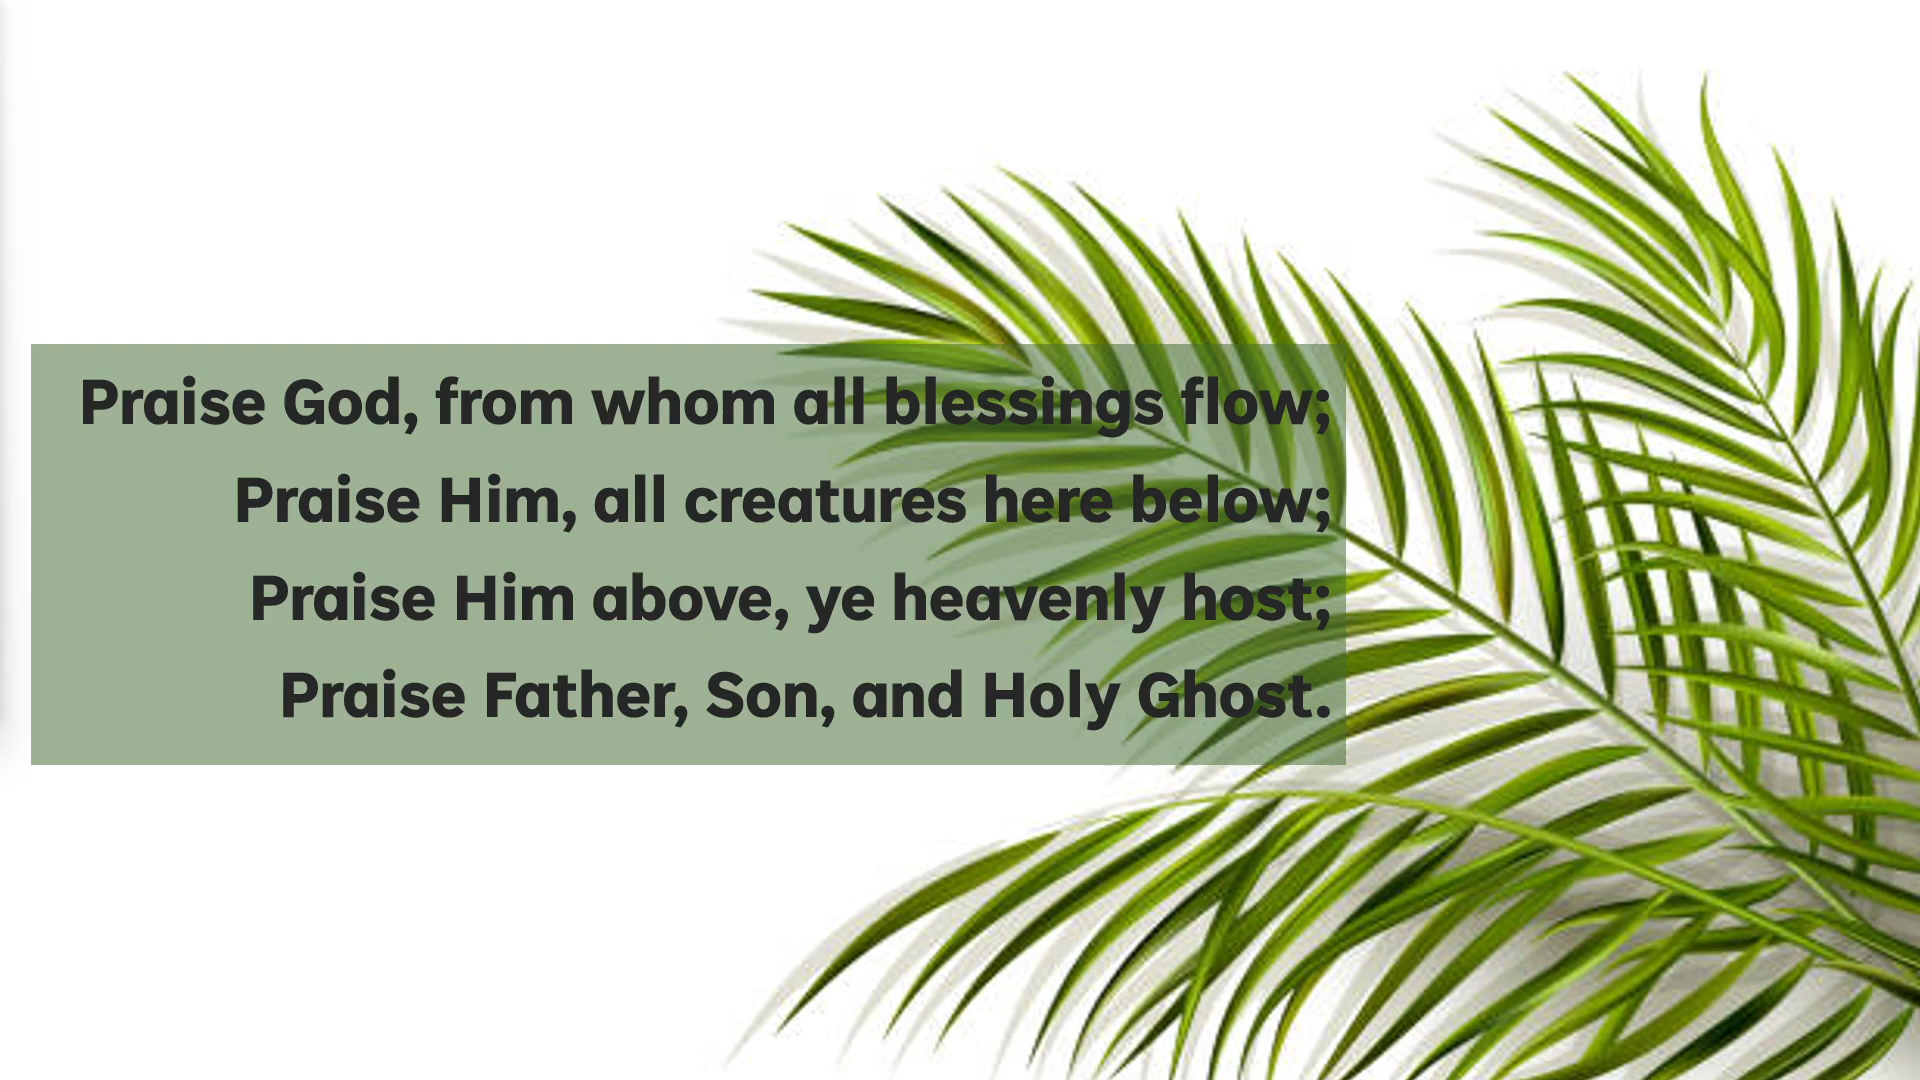 Praise God, from whom all blessings flow;
Praise Him, all creatures here below;
Praise Him above, ye heavenly host;
Praise Father, Son, and Holy Ghost.